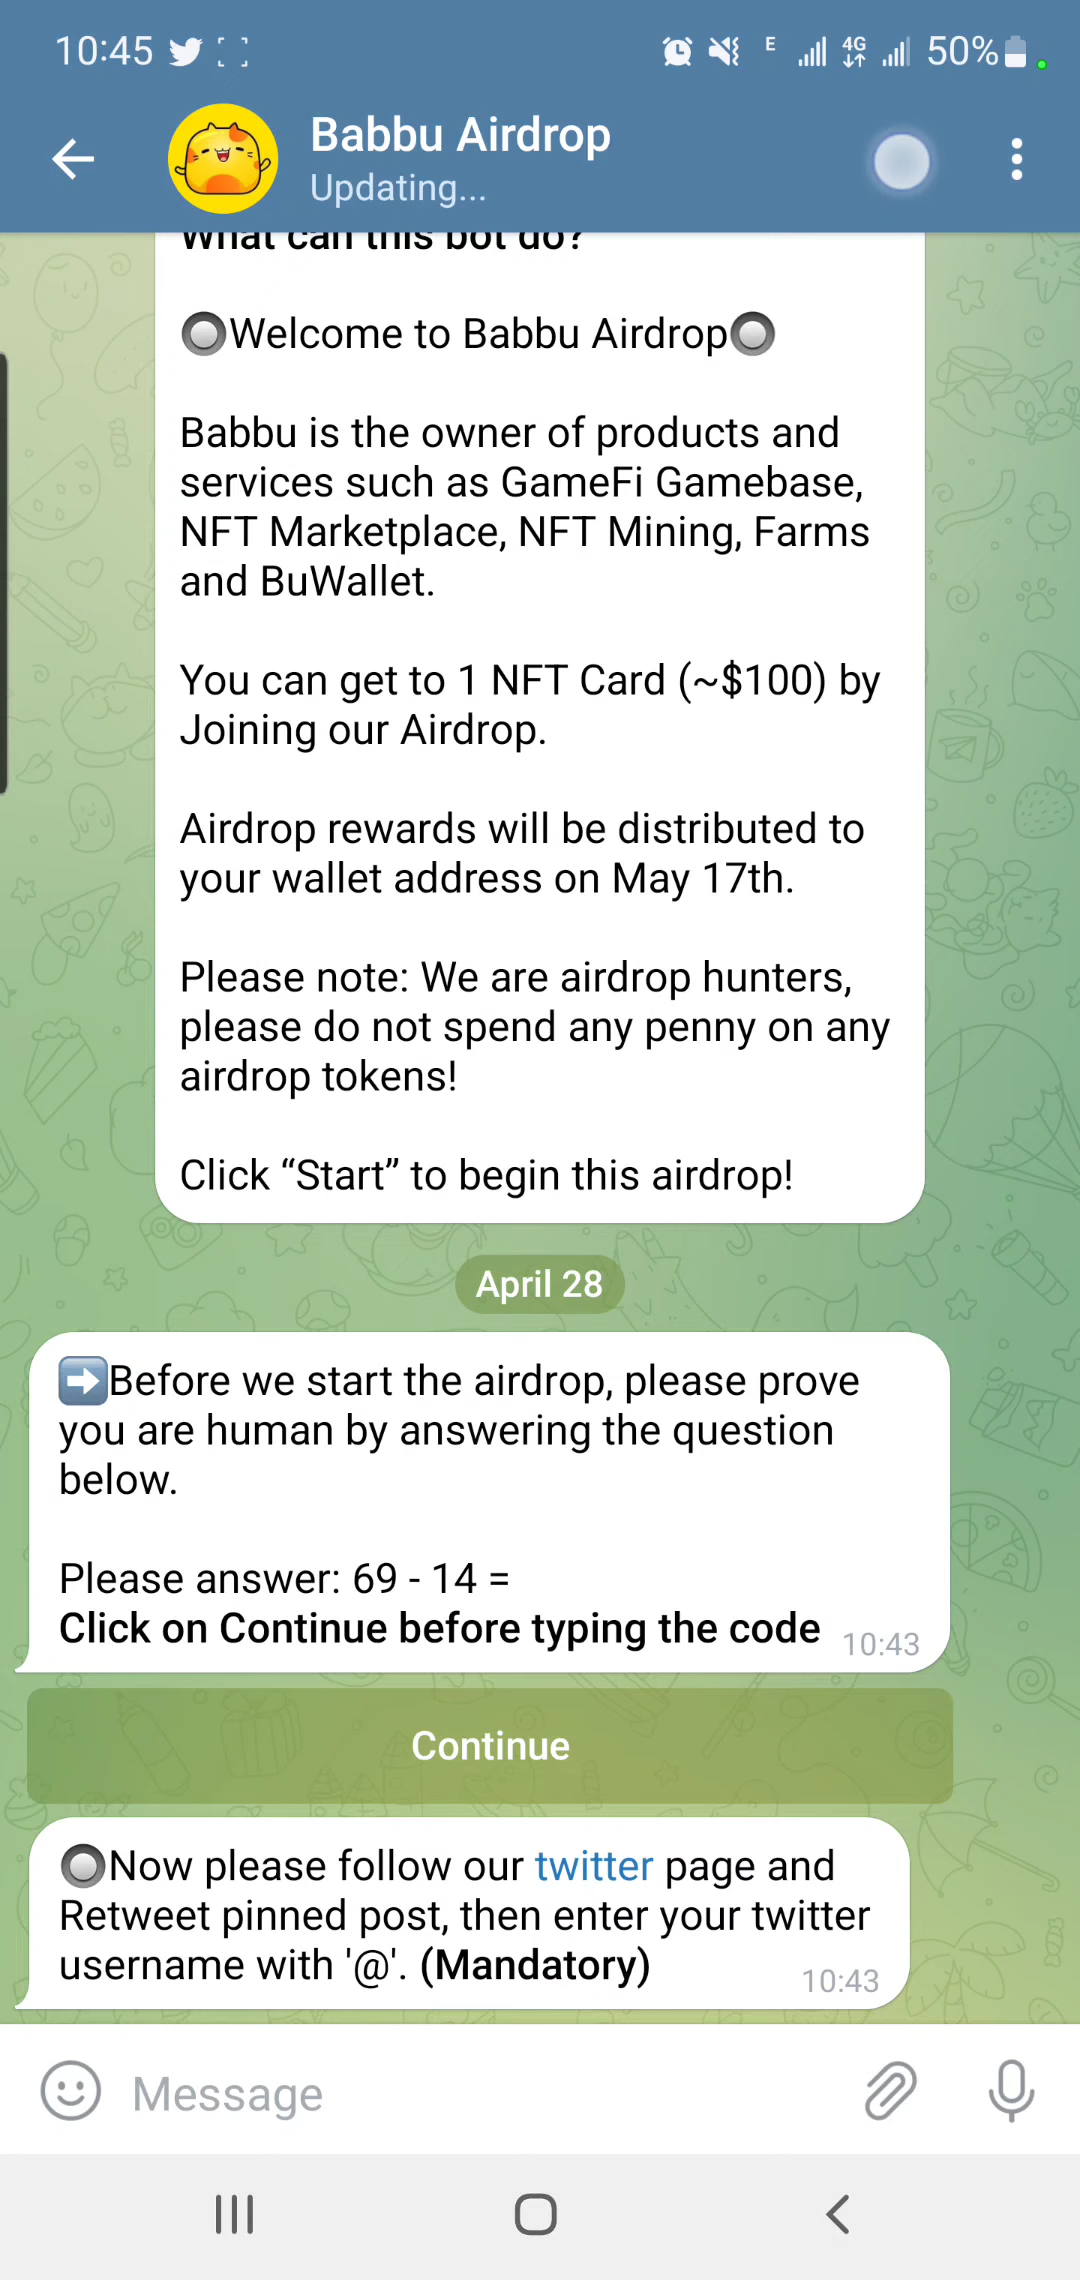 10:45
E
4G
50%
Babbu Airdrop
Updating...
What can this bot do?
Welcome to Babbu Airdrop
Babbu is the owner of products and
services such as GameFi Gamebase,
NFT Marketplace, NFT Mining, Farms
and BuWallet.
You can get to 1 NFT Card (~$100) by
Joining our Airdrop.
Airdrop rewards will be distributed to
your wallet address on May 17th.
Please note: We are airdrop hunters,
please do not spend any penny on any
airdrop tokens!
Click “Start” to begin this airdrop!
April 28
Before we start the airdrop, please prove
you are human by answering the question
below.
Please answer: 69 - 14 =
Click on Continue before typing the code
10:43
Continue
Now please follow our twitter page and
Retweet pinned post, then enter your twitter
username with '@'. (Mandatory)
10:43
Message